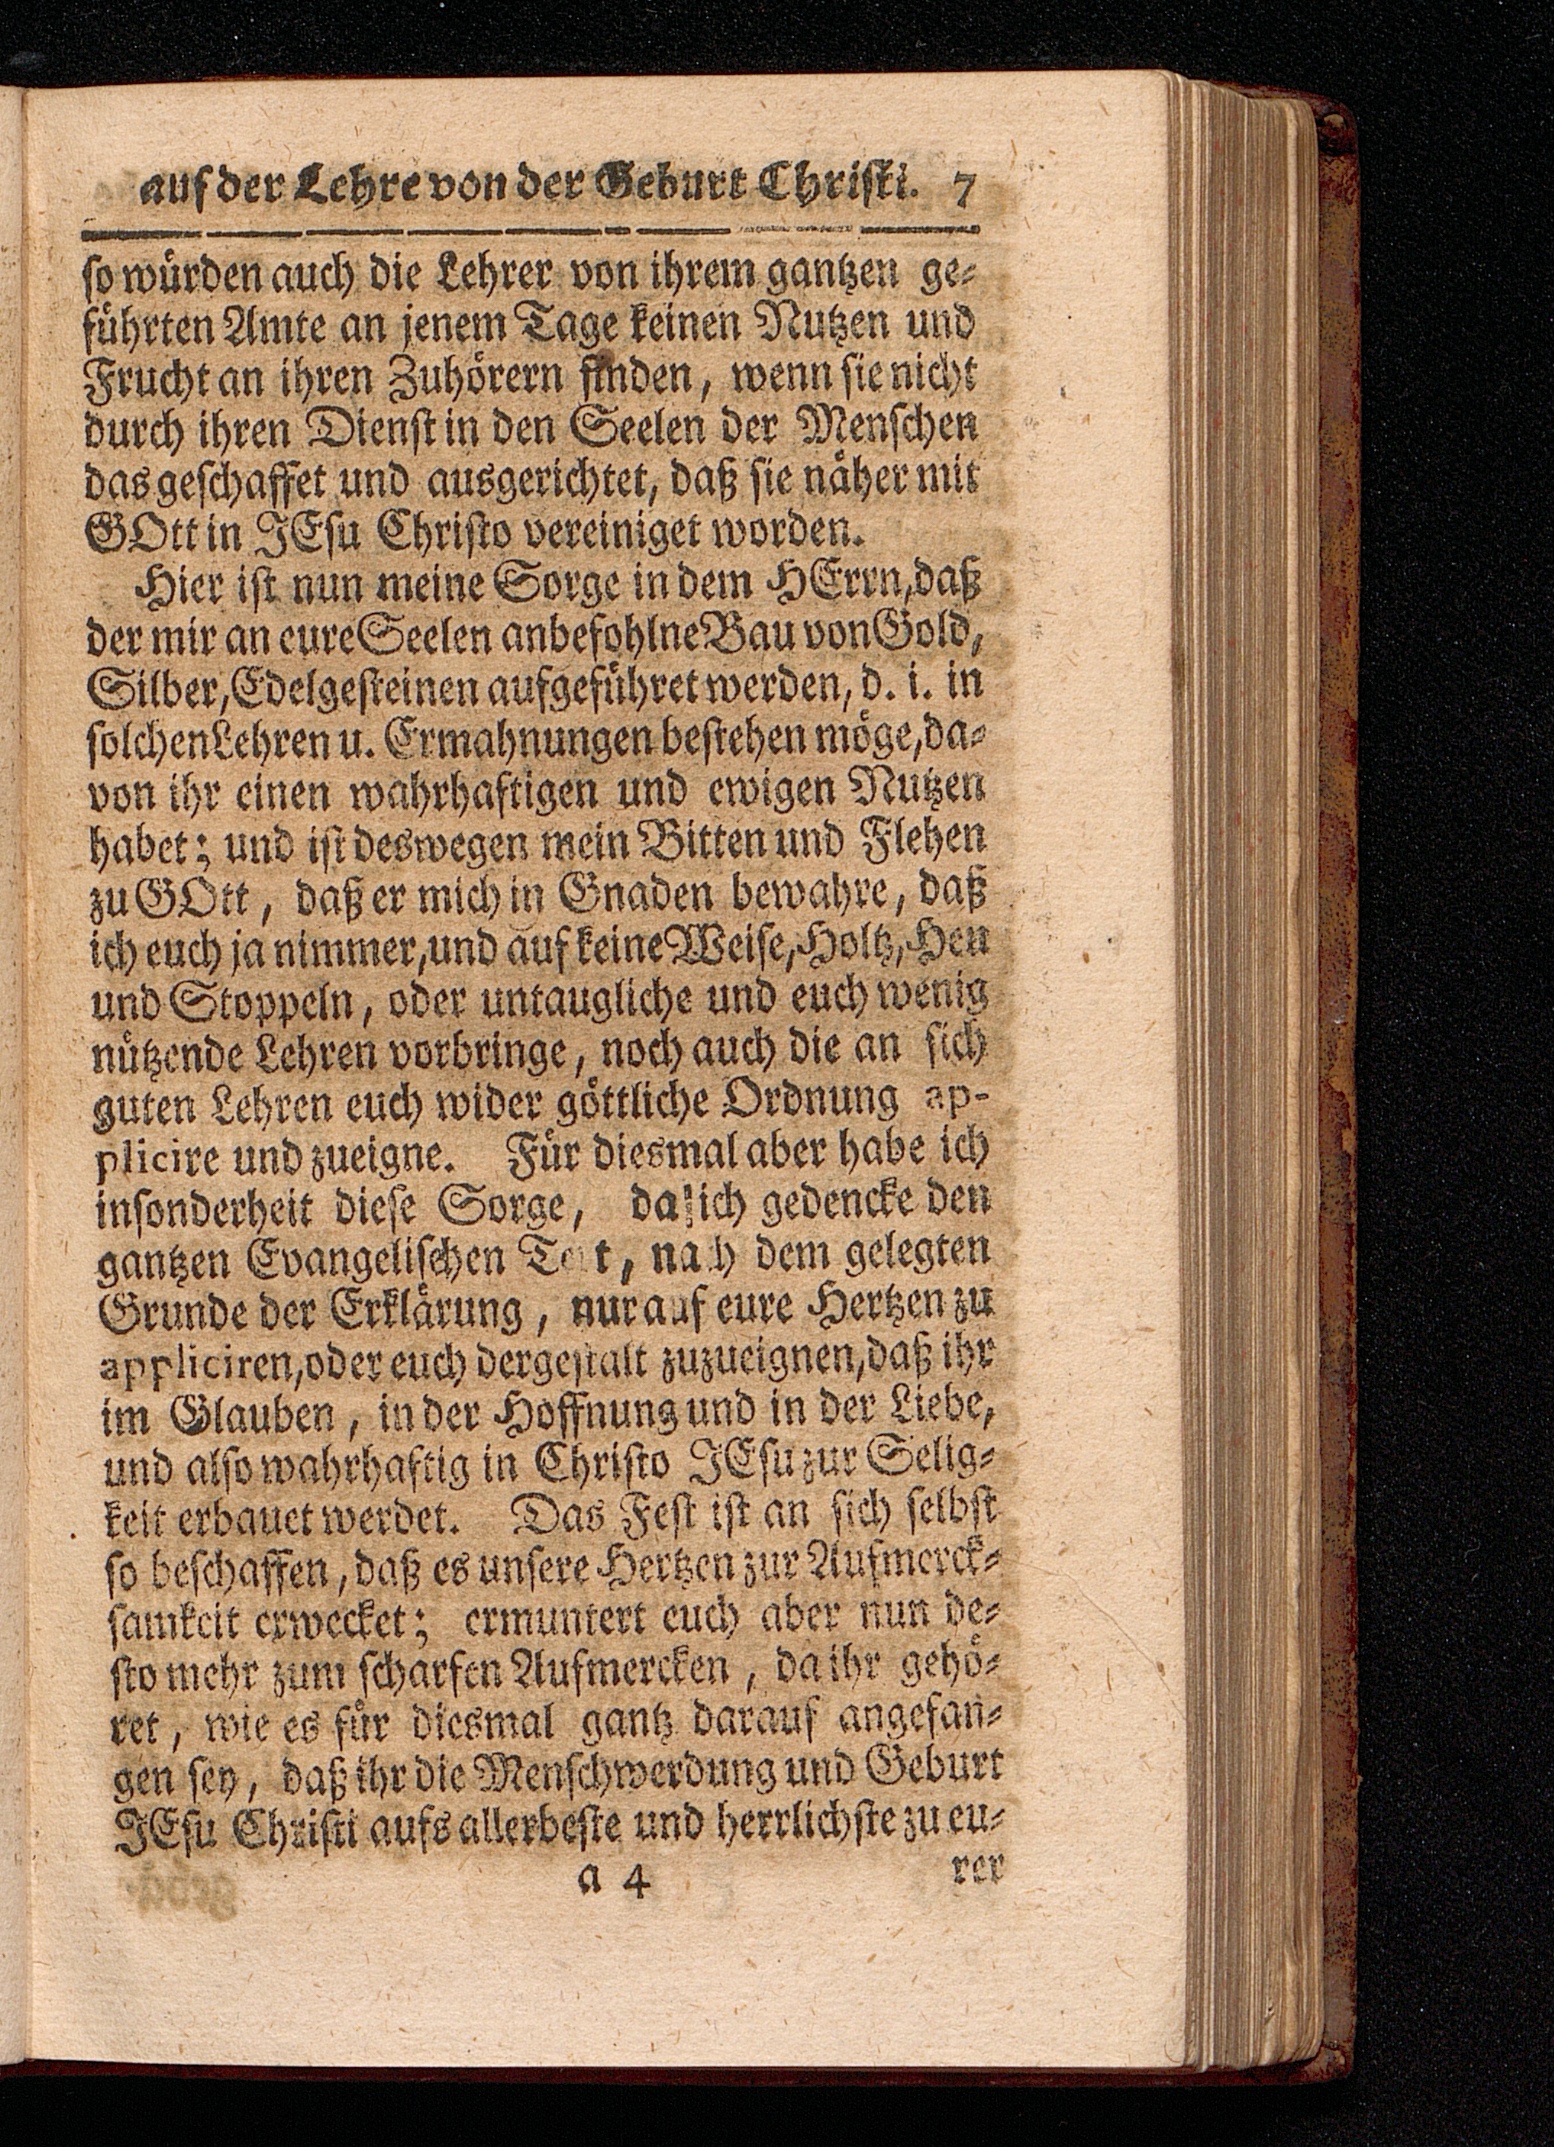 auf der Lehre von der Geburt Christi. 7
so würden auch die Lehrer von ihrem gantzen ge-
führten Amte an jenem Tage keinen Nutzen und
Frucht an ihren Zuhörern finden, wenn sie nicht
durch ihren Dienst in den Seelen der Menschen
das geschaffet und ausgerichtet, daß sie näher mit
GOtt in JEsu Christo vereiniget worden.
Hier ist nun meine Sorge in dem HErrn, daß
der mir an eure Seelen anbefohlne Bau von Gold,
Silber, Edelgesteinen aufgeführet werden, d. i. in
solchen Lehren u. Ermahnungen bestehen möge, da-
von ihr einen wahrhaftigen und ewigen Nutzen
habet; und ist deswegen mein Bitten und Flehen
zu GOtt, daß er mich in Gnaden bewahre, daß
ich euch ja nimmer, und auf keine Weise, Holtz, Heu
und Stoppeln, oder untaugliche und euch wenig
nützende Lehren vorbringe, noch auch die an sich
guten Lehren euch wider göttliche Ordnung ap-
plicire und zueigne. Für diesmal aber habe ich
insonderheit diese Sorge, da ich gedencke den
gantzen Evangelischen Text, nach dem gelegten
Grunde der Erklärung, nur auf eure Hertzen zu
appliciren, oder euch dergestalt zuzueignen, daß ihr
im Glauben, in der Hoffnung und in der Liebe,
und also wahrhaftig in Christo JEsu zur Selig-
keit erbauet werdet. Das Fest ist an sich selbst
so beschaffen, daß es unsere Hertzen zur Aufmerck-
samkeit erwecket; ermuntert euch aber nun de-
sto mehr zum scharfen Aufmercken, da ihr gehö-
ret, wie es für diesmal gantz darauf angefan-
gen sey, daß ihr die Menschwerdung und Geburt
JEsu Christi aufs allerbeste und herrlichste zu eu-
a 4 rer